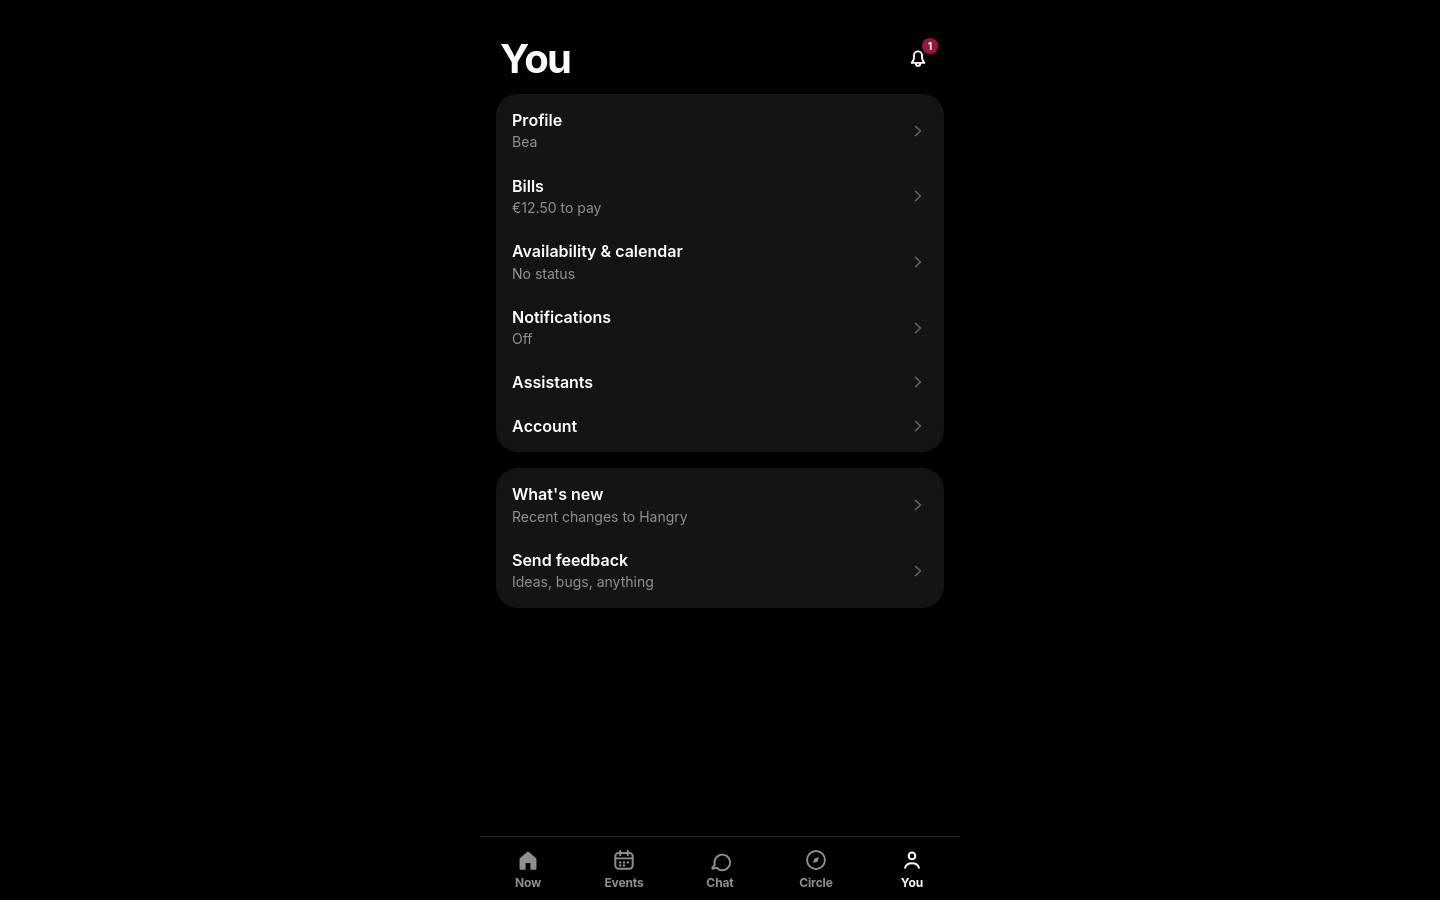 You
1
Profile
Bea
Bills
€12.50 to pay
Availability & calendar
No status
Notifications
Off
Assistants
Account
What's new
Recent changes to Hangry
Send feedback
Ideas, bugs, anything
Now
Events
Chat
Circle
You